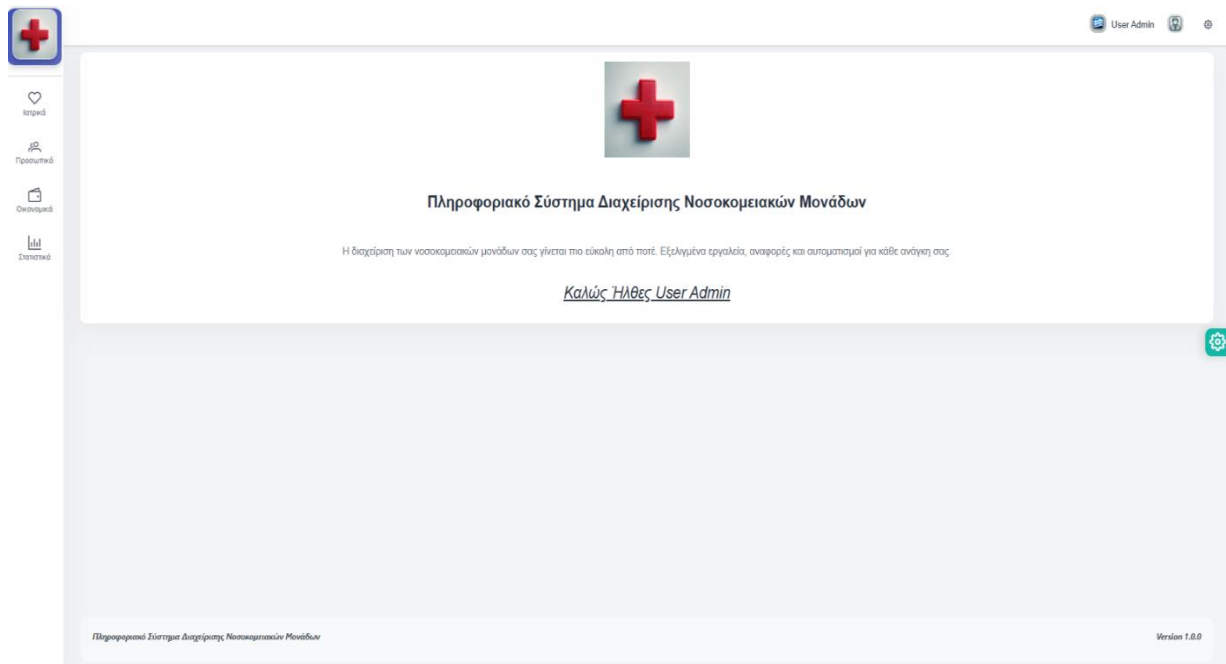 User Admin
Ιατρικά
Προσωπικό
Οικονομικά
Στατιστικά
Πληροφοριακό Σύστημα Διαχείρισης Νοσοκομειακών Μονάδων
Η διαχείριση των νοσοκομειακών μονάδων σας γίνεται πιο εύκολη από ποτέ. Εξελιγμένα εργαλεία, αναφορές και αυτοματισμοί για κάθε ανάγκη σας.
Καλώς Ήλθες User Admin
Πληροφοριακό Σύστημα Διαχείρισης Νοσοκομειακών Μονάδων
Version 1.0.0